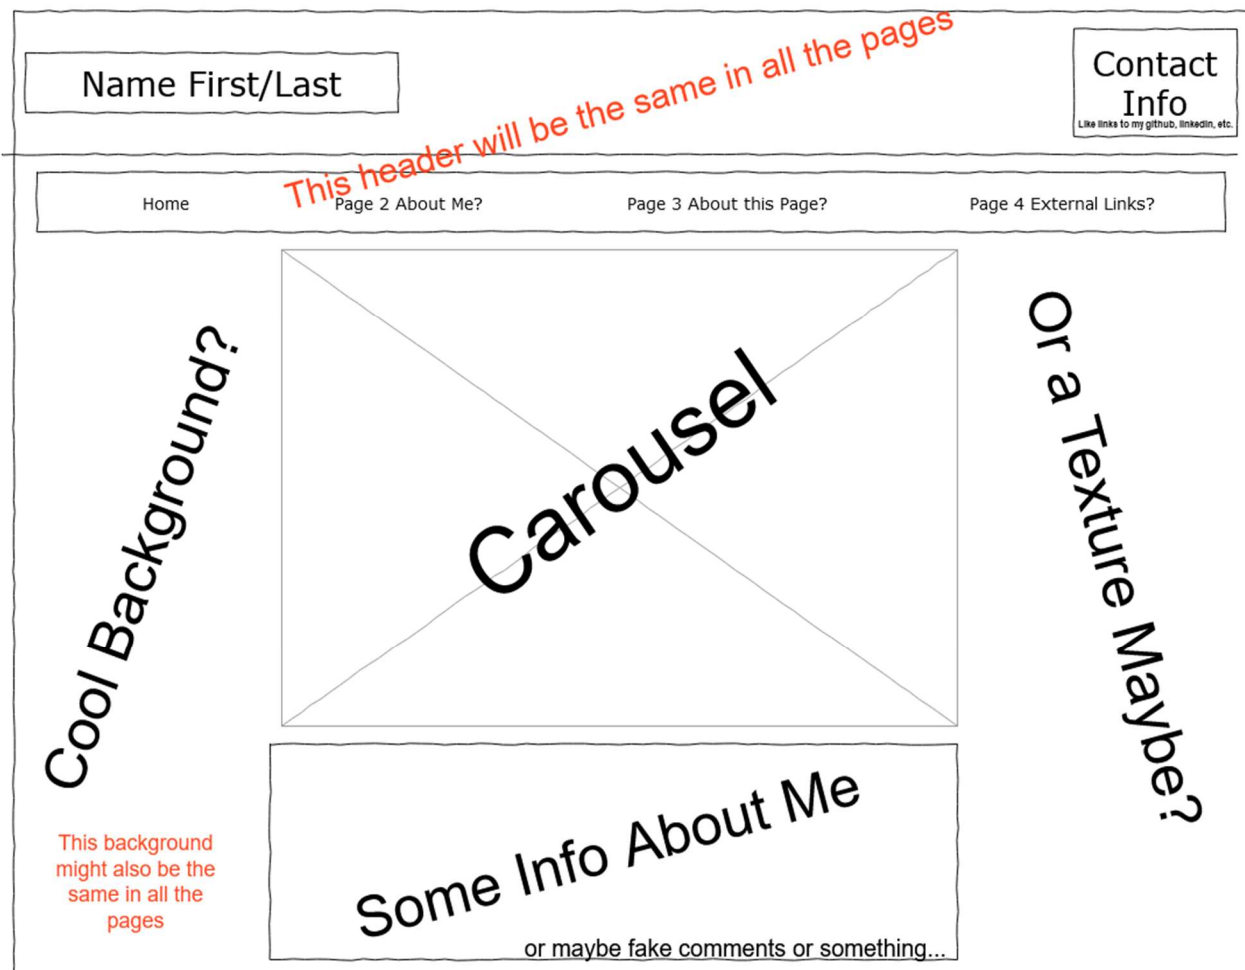 This header will be the same in all the pages
Name First/Last
Contact
Info
Like links to my github, linkedin, etc.
Home
Page 2 About Me?
Page 3 About this Page?
Page 4 External Links?
Cool Background?
Carousel
Or a Texture Maybe?
This background
might also be the
same in all the
pages
Some Info About Me
or maybe fake comments or something...